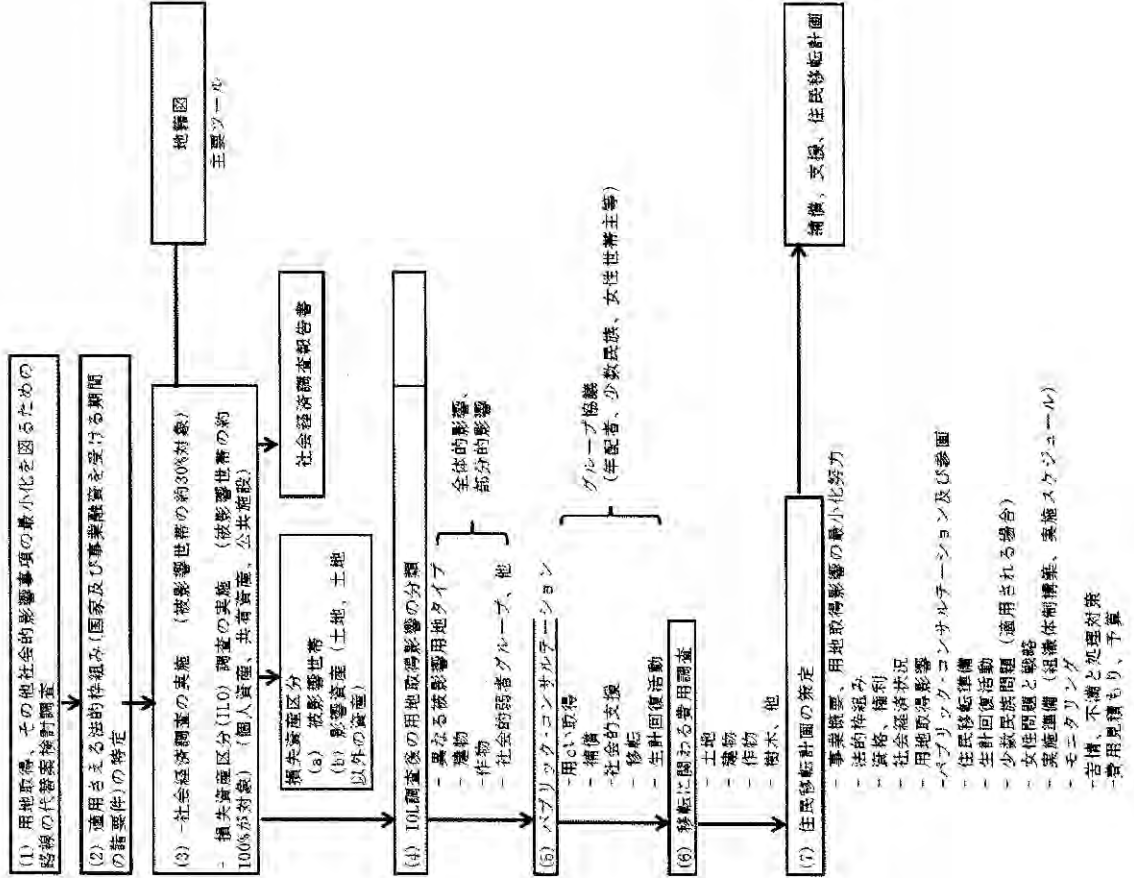 (1) 用地取得、その他社会的影響事項の最小化を図るための
路線の代替案検討調査
(2) 適用さえる法的枠組み(国家及び事業融資を受ける期間
の諸要件)の特定
(3) -社会経済調査の実施 (被影響世帯の約30%対象)
- 損失資産区分(ILO) 調査の実施 (被影響世帯の約
100%が対象) (個人資産、共有資産、公共施設)
地籍図
主要ツール
損失資産区分
(a) 被影響世帯
(b) 影響資産 (土地、土地
以外の資産)
社会経済調査報告書
(4) IOL調査後の用地取得影響の分類
- 異なる被影響用地タイプ
- 建物
- 作物
- 社会的弱者グループ、他
全体的影響、
部分的影響
(5) パブリック・コンサルテーション
- 用い取得
- 補償
- 社会的支援
- 移転
- 生計回復活動
グループ協議
(年配者、少数民族、女性世帯主等)
(6) 移転に関わる費用調査
- 土地
- 建物
- 作物
- 樹木、他
(7) 住民移転計画の策定
補償、支援、住民移転計画
- 事業概要、用地取得影響の最小化努力
- 法的枠組み
- 資格、権利
- 社会経済状況
- 用地取得影響
- パブリック・コンサルテーション及び参画
- 住民移転準備
- 生計回復活動
- 少数民族問題 (適用される場合)
- 女性問題と戦略
- 実施準備 (組織体制構築、実施スケジュール)
- モニタリング
- 苦情、不満と処理対策
- 費用見積もり、予算